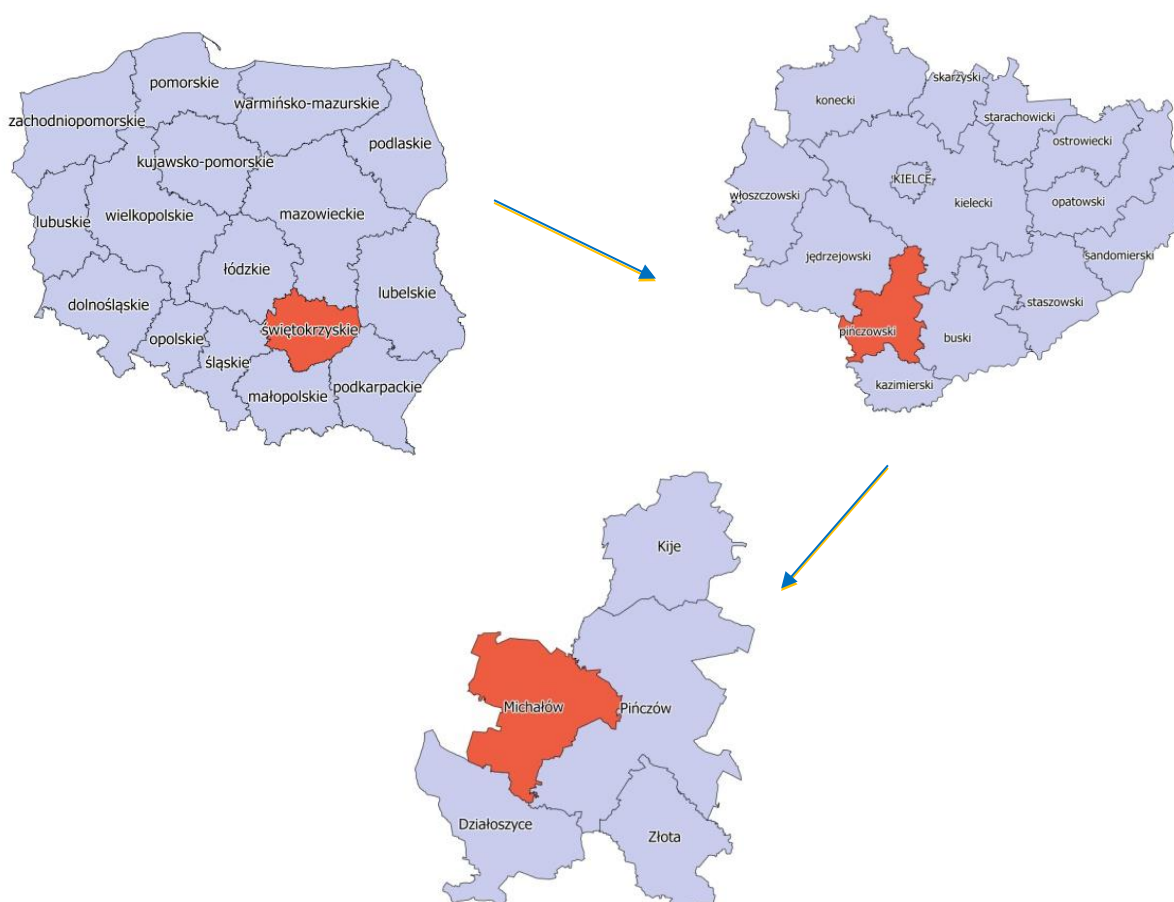 pomorskie
warmińsko-mazurskie
zachodniopomorskie
podlaskie
kujawsko-pomorskie
lubuskie
wielkopolskie
mazowieckie
łódzkie
lubelskie
dolnośląskie
świętokrzyskie
opolskie
śląskie
małopolskie
podkarpackie
skarżyski
konecki
starachowicki
ostrowiecki
KIELCE
włoszczowski
kielecki
opatowski
jędrzejowski
sandomierski
staszowski
pińczowski
buski
kazimierski
Kije
Michałów
Pińczów
Działoszyce
Złota